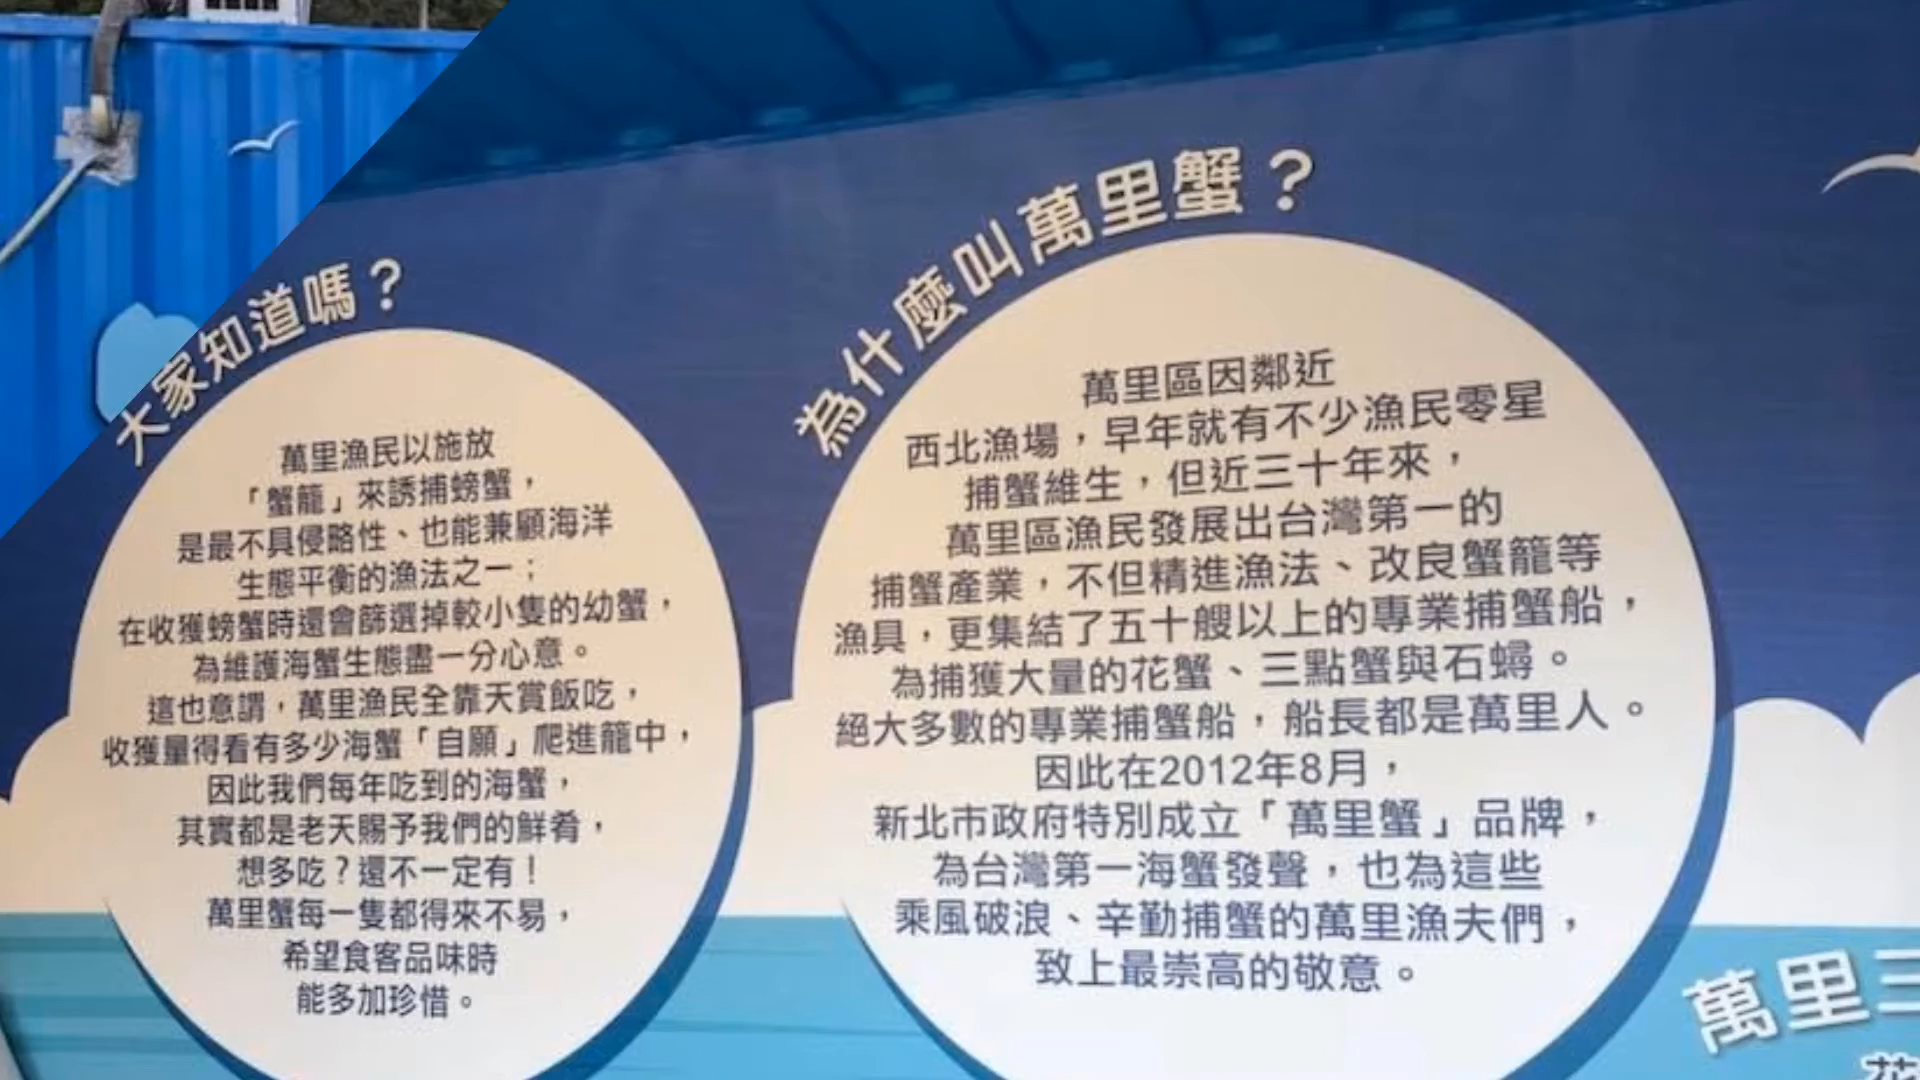 大家知道嗎？
萬里漁民以施放
「蟹籠」來誘捕螃蟹，
是最不具侵略性、也能兼顧海洋
生態平衡的漁法之一；
在收獲螃蟹時還會篩選掉較小隻的幼蟹，
為維護海蟹生態盡一分心意。
這也意謂，萬里漁民全靠天賞飯吃，
收獲量得看有多少海蟹「自願」爬進籠中，
因此我們每年吃到的海蟹，
其實都是老天賜予我們的鮮肴，
想多吃？還不一定有！
萬里蟹每一隻都得來不易，
希望食客品味時
能多加珍惜。
為什麼叫萬里蟹？
萬里區因鄰近
西北漁場，早年就有不少漁民零星
捕蟹維生，但近三十年來，
萬里區漁民發展出台灣第一的
捕蟹產業，不但精進漁法、改良蟹籠等
漁具，更集結了五十艘以上的專業捕蟹船，
為捕獲大量的花蟹、三點蟹與石蟳。
絕大多數的專業捕蟹船，船長都是萬里人。
因此在2012年8月，
新北市政府特別成立「萬里蟹」品牌，
為台灣第一海蟹發聲，也為這些
乘風破浪、辛勤捕蟹的萬里漁夫們，
致上最崇高的敬意。
萬里三